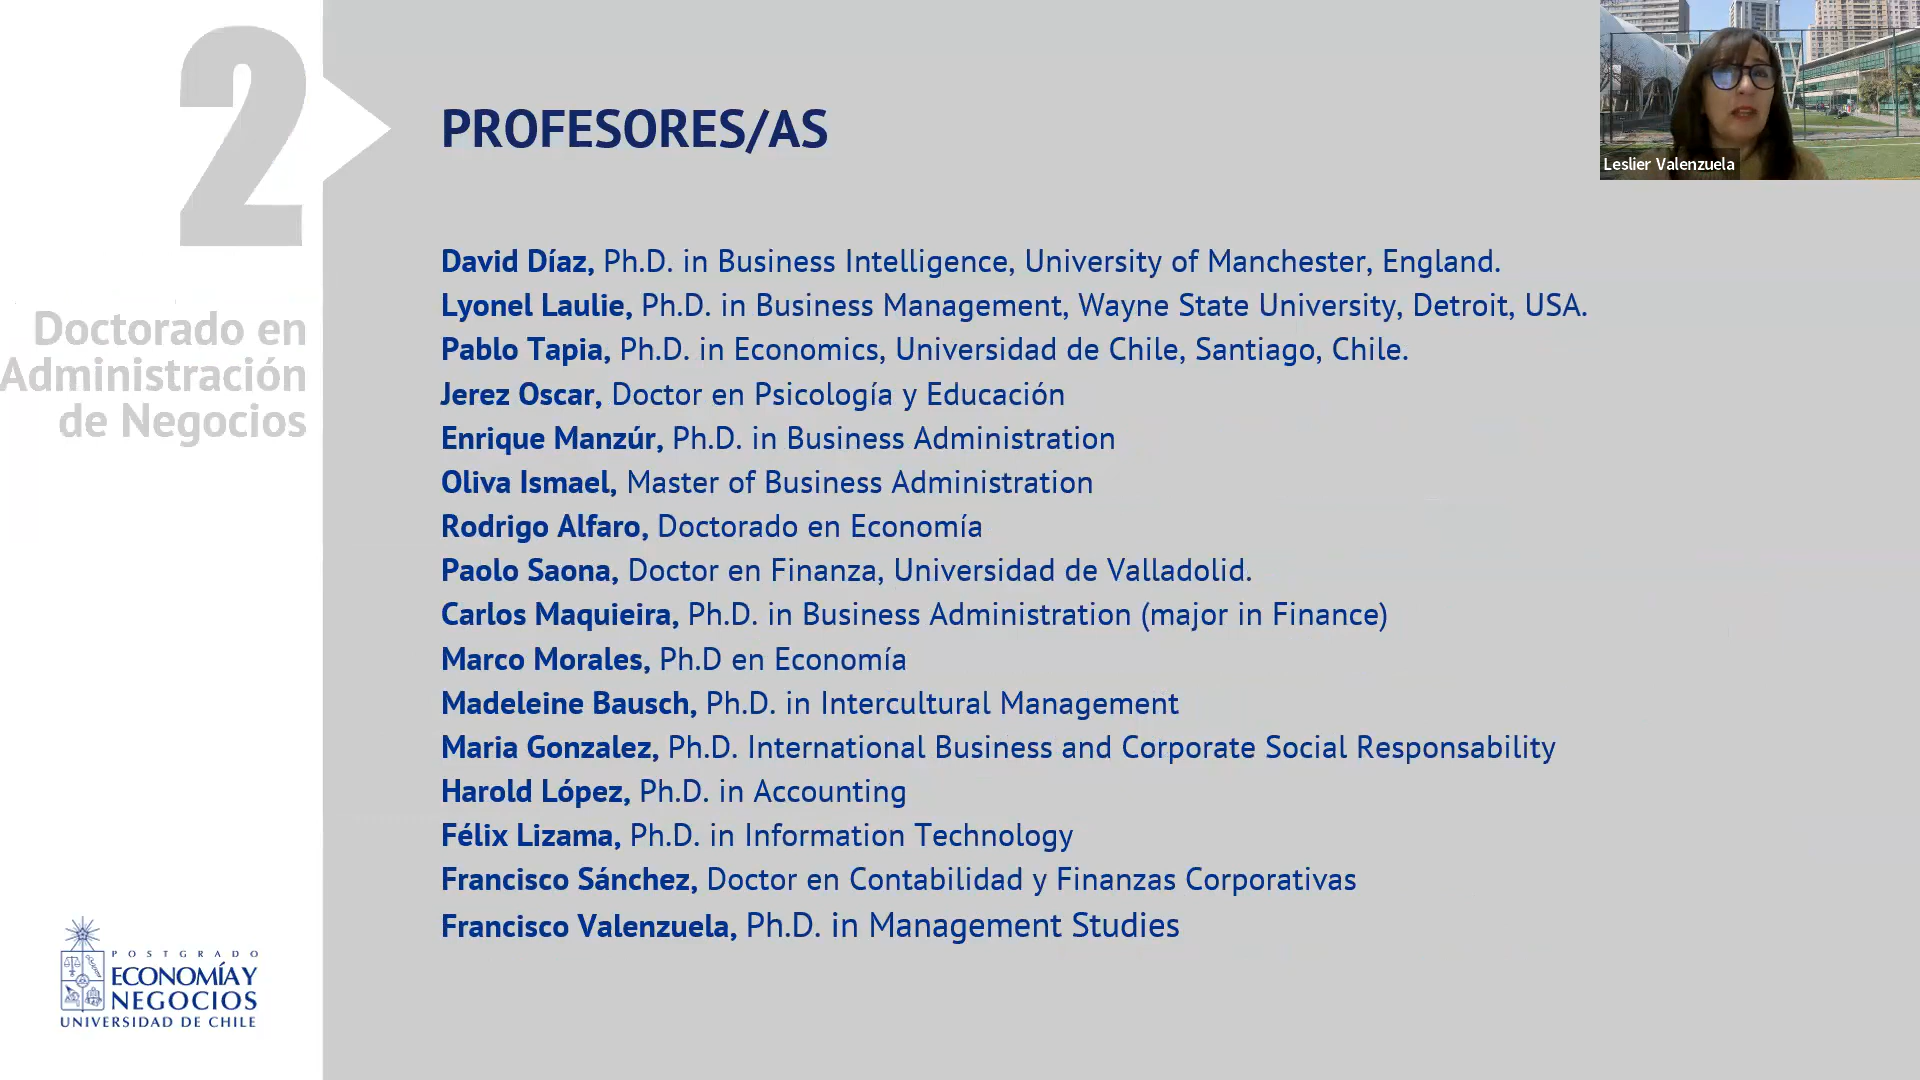 2
Doctorado en
Administración
de Negocios
PROFESORES/AS
Leslier Valenzuela
David Díaz, Ph.D. in Business Intelligence, University of Manchester, England.
Lyonel Laulie, Ph.D. in Business Management, Wayne State University, Detroit, USA.
Pablo Tapia, Ph.D. in Economics, Universidad de Chile, Santiago, Chile.
Jerez Oscar, Doctor en Psicología y Educación
Enrique Manzúr, Ph.D. in Business Administration
Oliva Ismael, Master of Business Administration
Rodrigo Alfaro, Doctorado en Economía
Paolo Saona, Doctor en Finanza, Universidad de Valladolid.
Carlos Maquieira, Ph.D. in Business Administration (major in Finance)
Marco Morales, Ph.D en Economía
Madeleine Bausch, Ph.D. in Intercultural Management
Maria Gonzalez, Ph.D. International Business and Corporate Social Responsability
Harold López, Ph.D. in Accounting
Félix Lizama, Ph.D. in Information Technology
Francisco Sánchez, Doctor en Contabilidad y Finanzas Corporativas
Francisco Valenzuela, Ph.D. in Management Studies
POSTGRADO
ECONOMÍA Y
NEGOCIOS
UNIVERSIDAD DE CHILE